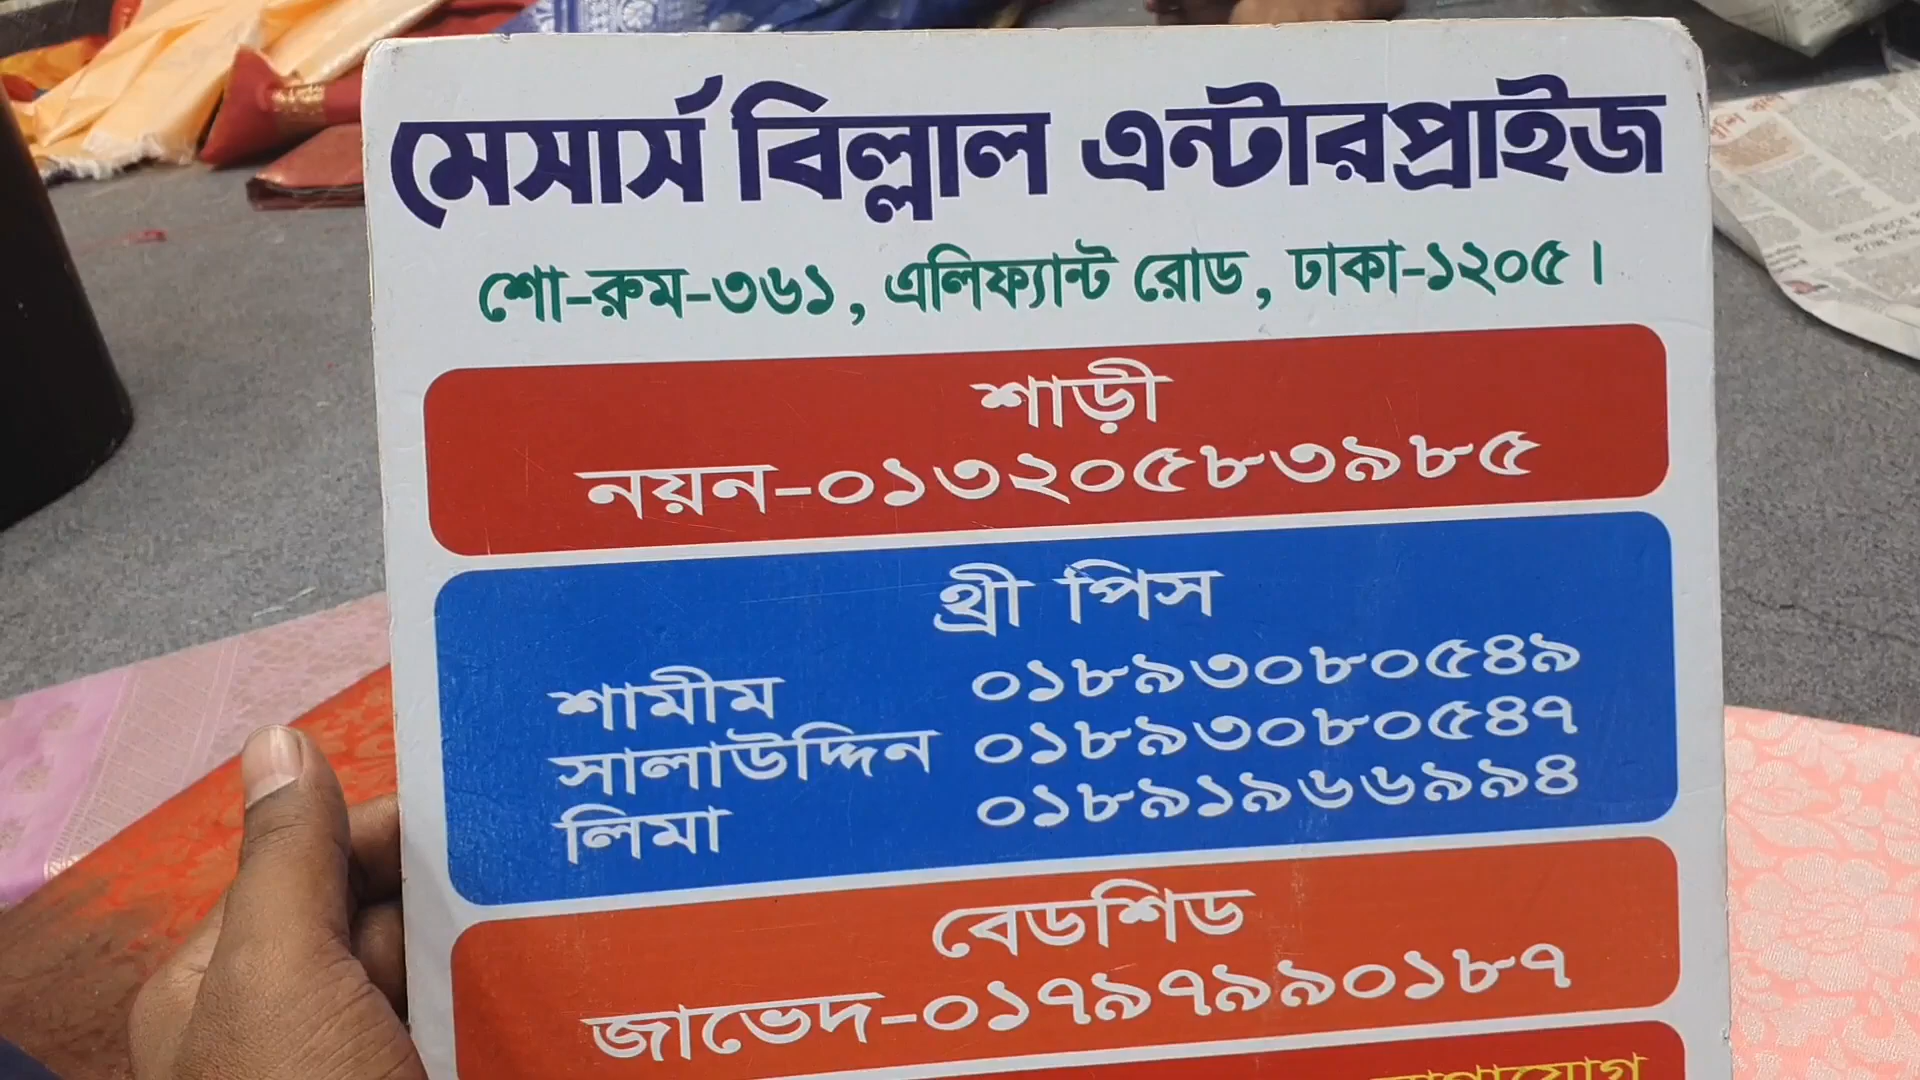 মেসার্স বিল্লাল এন্টারপ্রাইজ
শো-রুম-৩৬১, এলিফ্যান্ট রোড, ঢাকা-১২০৫।
শাড়ী
নয়ন-০১৩২০৫৮৩৯৮৫
থ্রী পিস
শামীম ০১৮৯৩০৮০৫৪৯
সালাউদ্দিন ০১৮৯৩০৮০৫৪৭
লিমা ০১৮৯১৯৬৬৯৯৪
বেডশিড
জাভেদ-০১৭৯৭৯৯০১৮৭